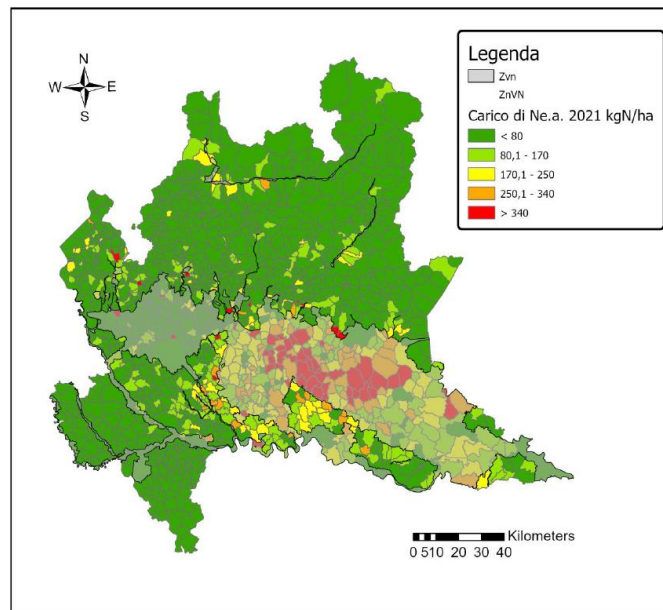 N
W E
S
Legenda
Zvn
ZnVN
Carico di Ne.a. 2021 kgN/ha
< 80
80,1 - 170
170,1 - 250
250,1 - 340
> 340
Kilometers
0 510 20 30 40